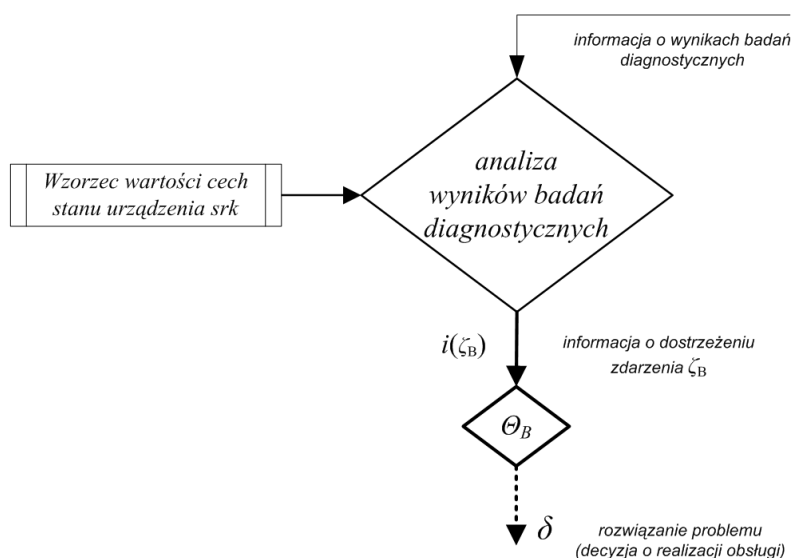 informacja o wynikach badań
diagnostycznych
Wzorzec wartości cech
stanu urządzenia srk
analiza
wyników badań
diagnostycznych
i(ζB)
informacja o dostrzeżeniu
zdarzenia ζB
ΘB
δ
rozwiązanie problemu
(decyzja o realizacji obsługi)